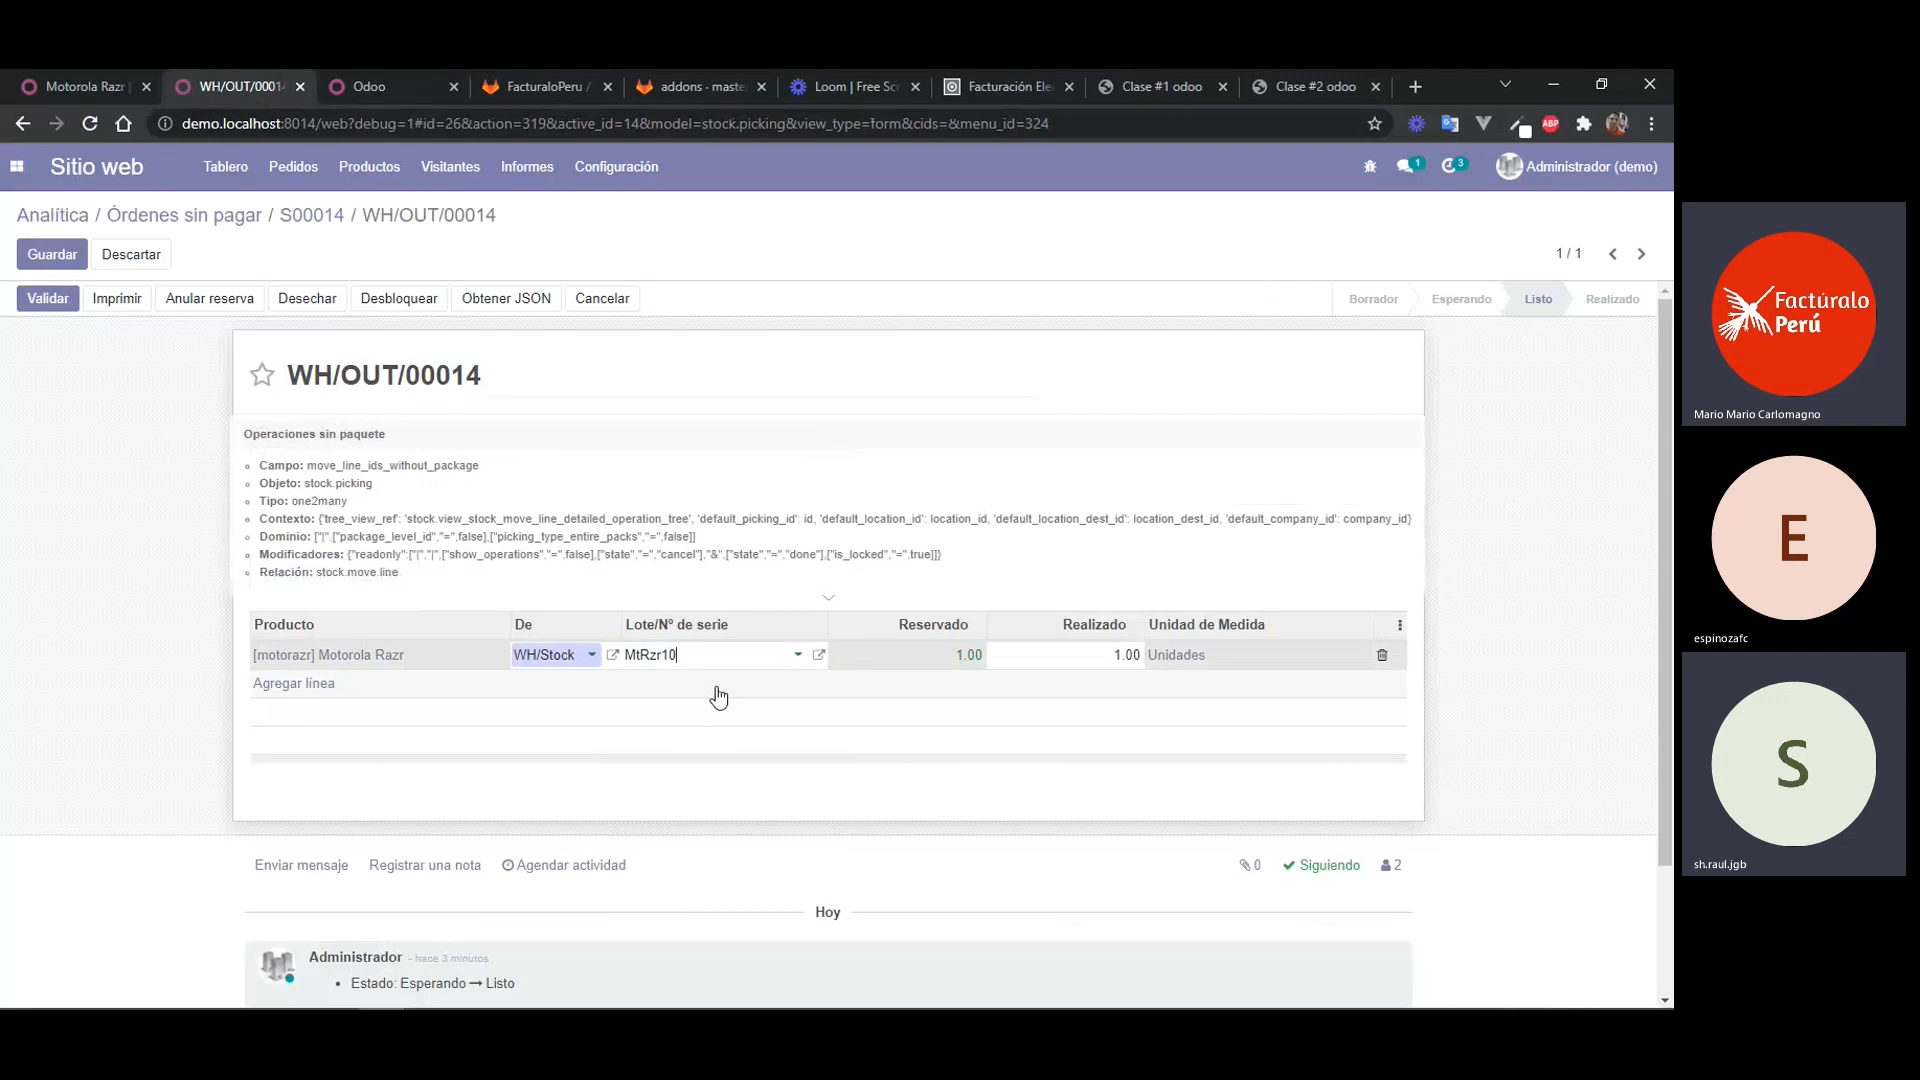 Motorola Razr |
WH/OUT/0001
Odoo
FacturaloPeru /
addons · maste
Loom | Free Sc
Facturación Ele
Clase #1 odoo
Clase #2 odoo
demo.localhost:8014/web?debug=1#id=26&action=319&active_id=14&model=stock.picking&view_type=form&cids=&menu_id=324
ABP
Sitio web
Tablero
Pedidos
Productos
Visitantes
Informes
Configuración
1
3
Administrador (demo)
Analítica / Órdenes sin pagar / S00014 / WH/OUT/00014
Guardar
Descartar
1 / 1
Validar
Imprimir
Anular reserva
Desechar
Desbloquear
Obtener JSON
Cancelar
Borrador
Esperando
Listo
Realizado
WH/OUT/00014
Operaciones sin paquete
Campo: move_line_ids_without_package
Objeto: stock.picking
Tipo: one2many
Contexto: {'tree_view_ref': 'stock.view_stock_move_line_detailed_operation_tree', 'default_picking_id': id, 'default_location_id': location_id, 'default_location_dest_id': location_dest_id, 'default_company_id': company_id}
Dominio: ["|",["package_level_id","=",false],["picking_type_entire_packs","=",false]]
Modificadores: {"readonly":["|","|",["show_operations","=",false],["state","=","cancel"],"&",["state","=","done"],["is_locked","=",true]]}
Relación: stock.move.line
Producto
De
Lote/Nº de serie
Reservado
Realizado
Unidad de Medida
[motorazr] Motorola Razr
WH/Stock
MtRzr10
1.00
1.00
Unidades
Agregar línea
Enviar mensaje
Registrar una nota
Agendar actividad
0
Siguiendo
2
Hoy
Administrador - hace 3 minutos
Estado: Esperando → Listo
Factúralo
Perú
Mario Mario Carlomagno
E
espinozafc
S
sh.raul.jgb